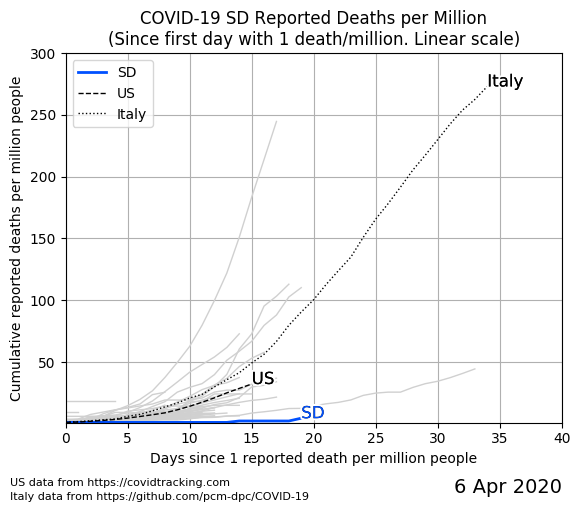 COVID-19 SD Reported Deaths per Million
(Since first day with 1 death/million. Linear scale)
300
250
200
150
100
50
Cumulative reported deaths per million people
SD
US
Italy
Italy
US
SD
0 5 10 15 20 25 30 35 40
Days since 1 reported death per million people
US data from https://covidtracking.com
Italy data from https://github.com/pcm-dpc/COVID-19
6 Apr 2020